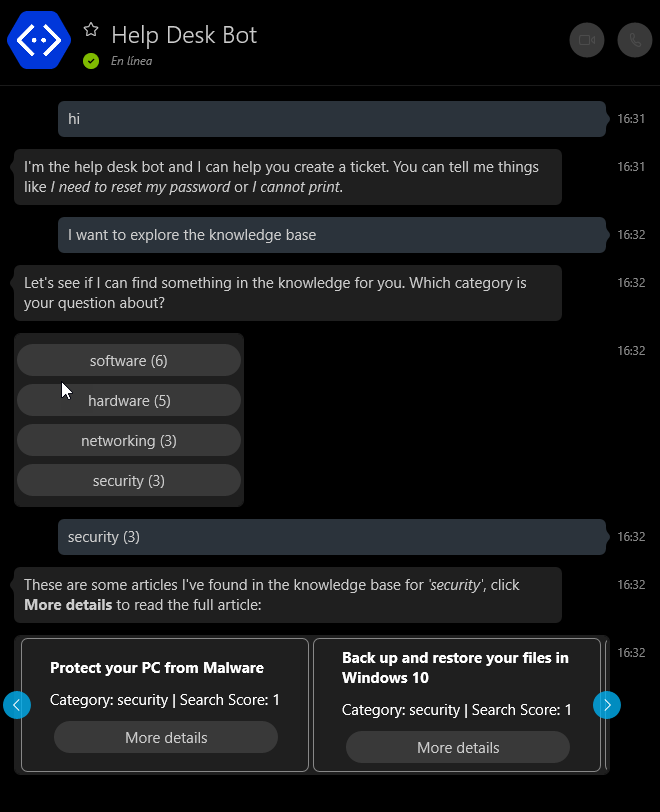 Help Desk Bot
En línea
hi
16:31
I'm the help desk bot and I can help you create a ticket. You can tell me things
16:31
like I need to reset my password or I cannot print.
I want to explore the knowledge base
16:32
Let's see if I can find something in the knowledge for you. Which category is
16:32
your question about?
16:32
software (6)
hardware (5)
networking (3)
security (3)
security (3)
16:32
These are some articles I've found in the knowledge base for 'security', click
16:32
More details to read the full article:
16:32
Protect your PC from Malware
Category: security | Search Score: 1
More details
Back up and restore your files in
Windows 10
Category: security | Search Score: 1
More details